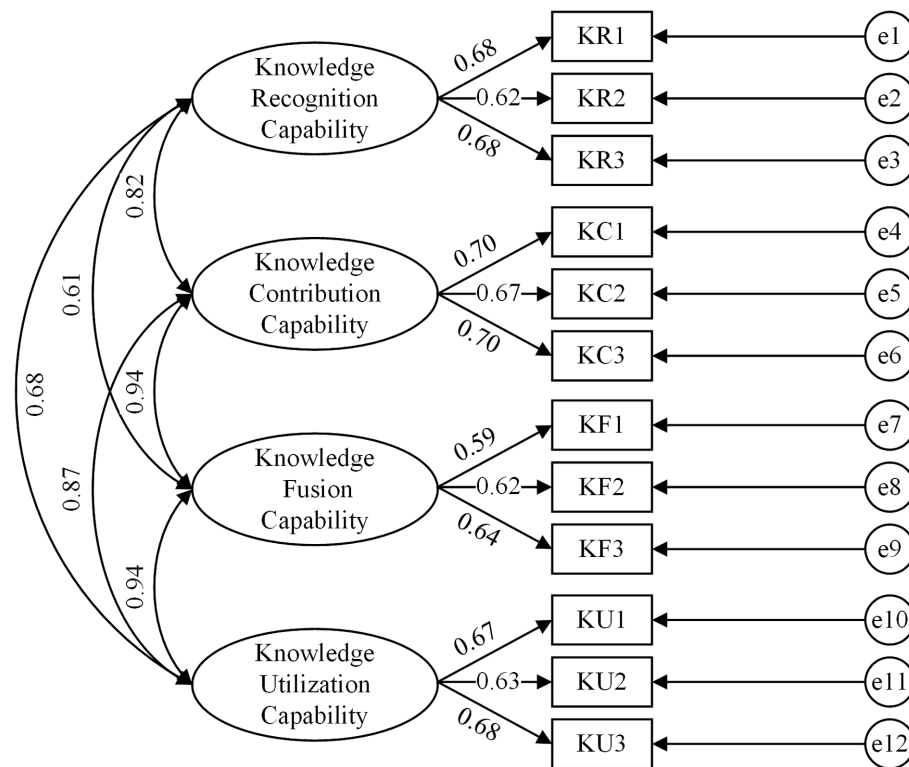 Knowledge
Recognition
Capability
0.68
KR1
e1
0.62
KR2
e2
0.68
KR3
e3
0.82
0.61
0.68
Knowledge
Contribution
Capability
0.70
KC1
e4
0.67
KC2
e5
0.70
KC3
e6
0.94
0.87
Knowledge
Fusion
Capability
0.59
KF1
e7
0.62
KF2
e8
0.64
KF3
e9
0.94
Knowledge
Utilization
Capability
0.67
KU1
e10
0.63
KU2
e11
0.68
KU3
e12